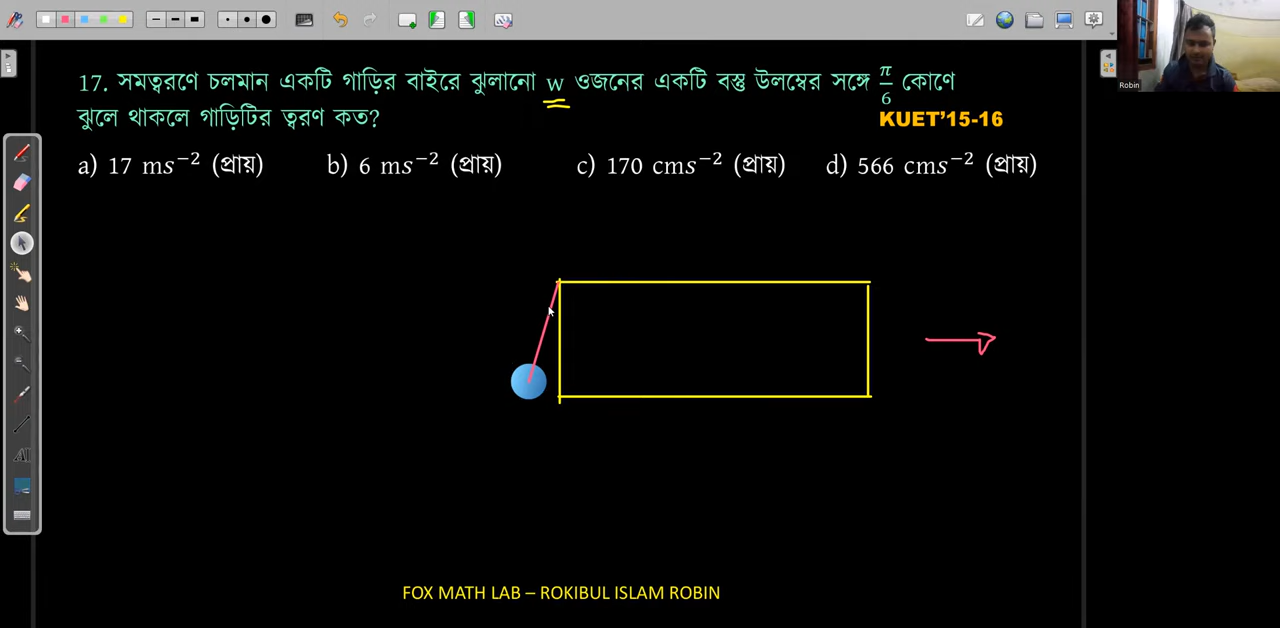 17. সমত্বরণে চলমান একটি গাড়ির বাইরে ঝুলানো w ওজনের একটি বস্তু উলম্বের সঙ্গে π/6 কোণে
ঝুলে থাকলে গাড়িটির ত্বরণ কত?
KUET'15-16
a) 17 ms⁻² (প্রায়) b) 6 ms⁻² (প্রায়) c) 170 cms⁻² (প্রায়) d) 566 cms⁻² (প্রায়)
FOX MATH LAB – ROKIBUL ISLAM ROBIN
Robin